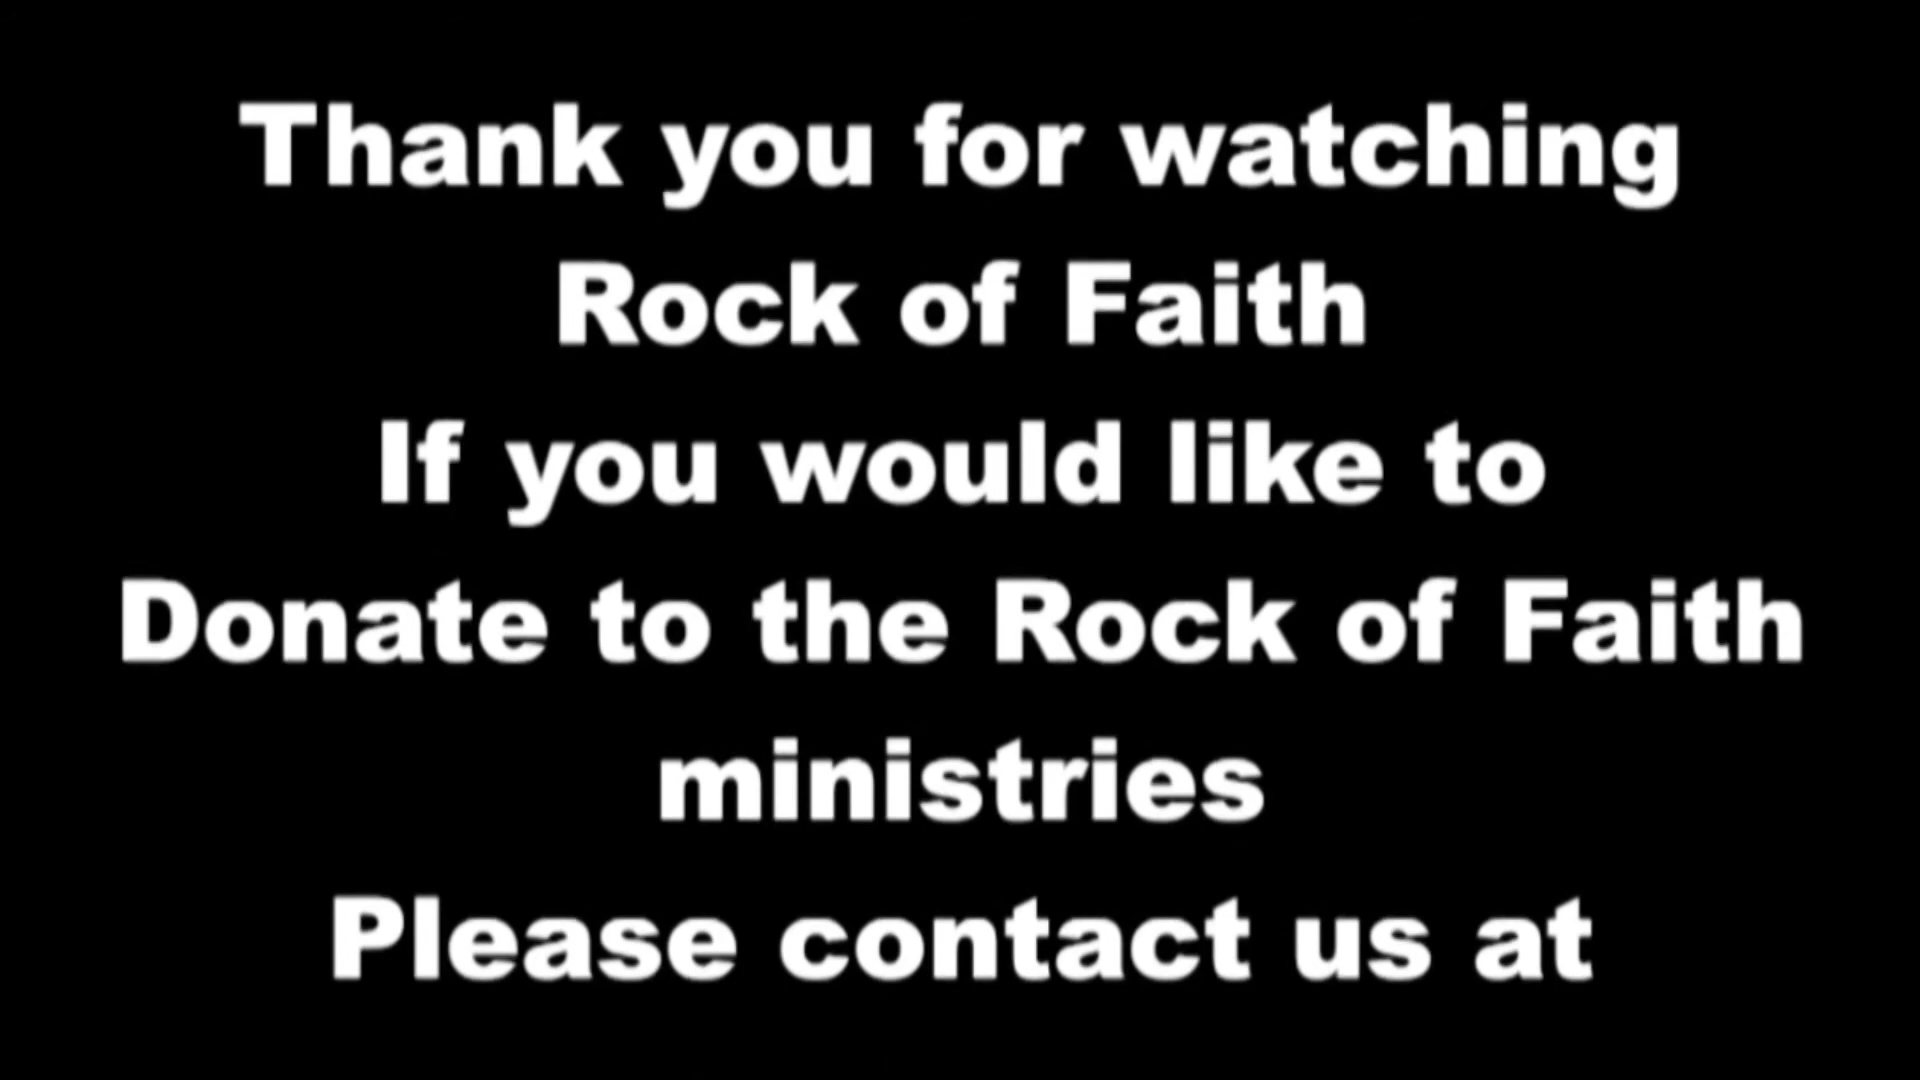 Thank you for watching
Rock of Faith
If you would like to
Donate to the Rock of Faith
ministries
Please contact us at